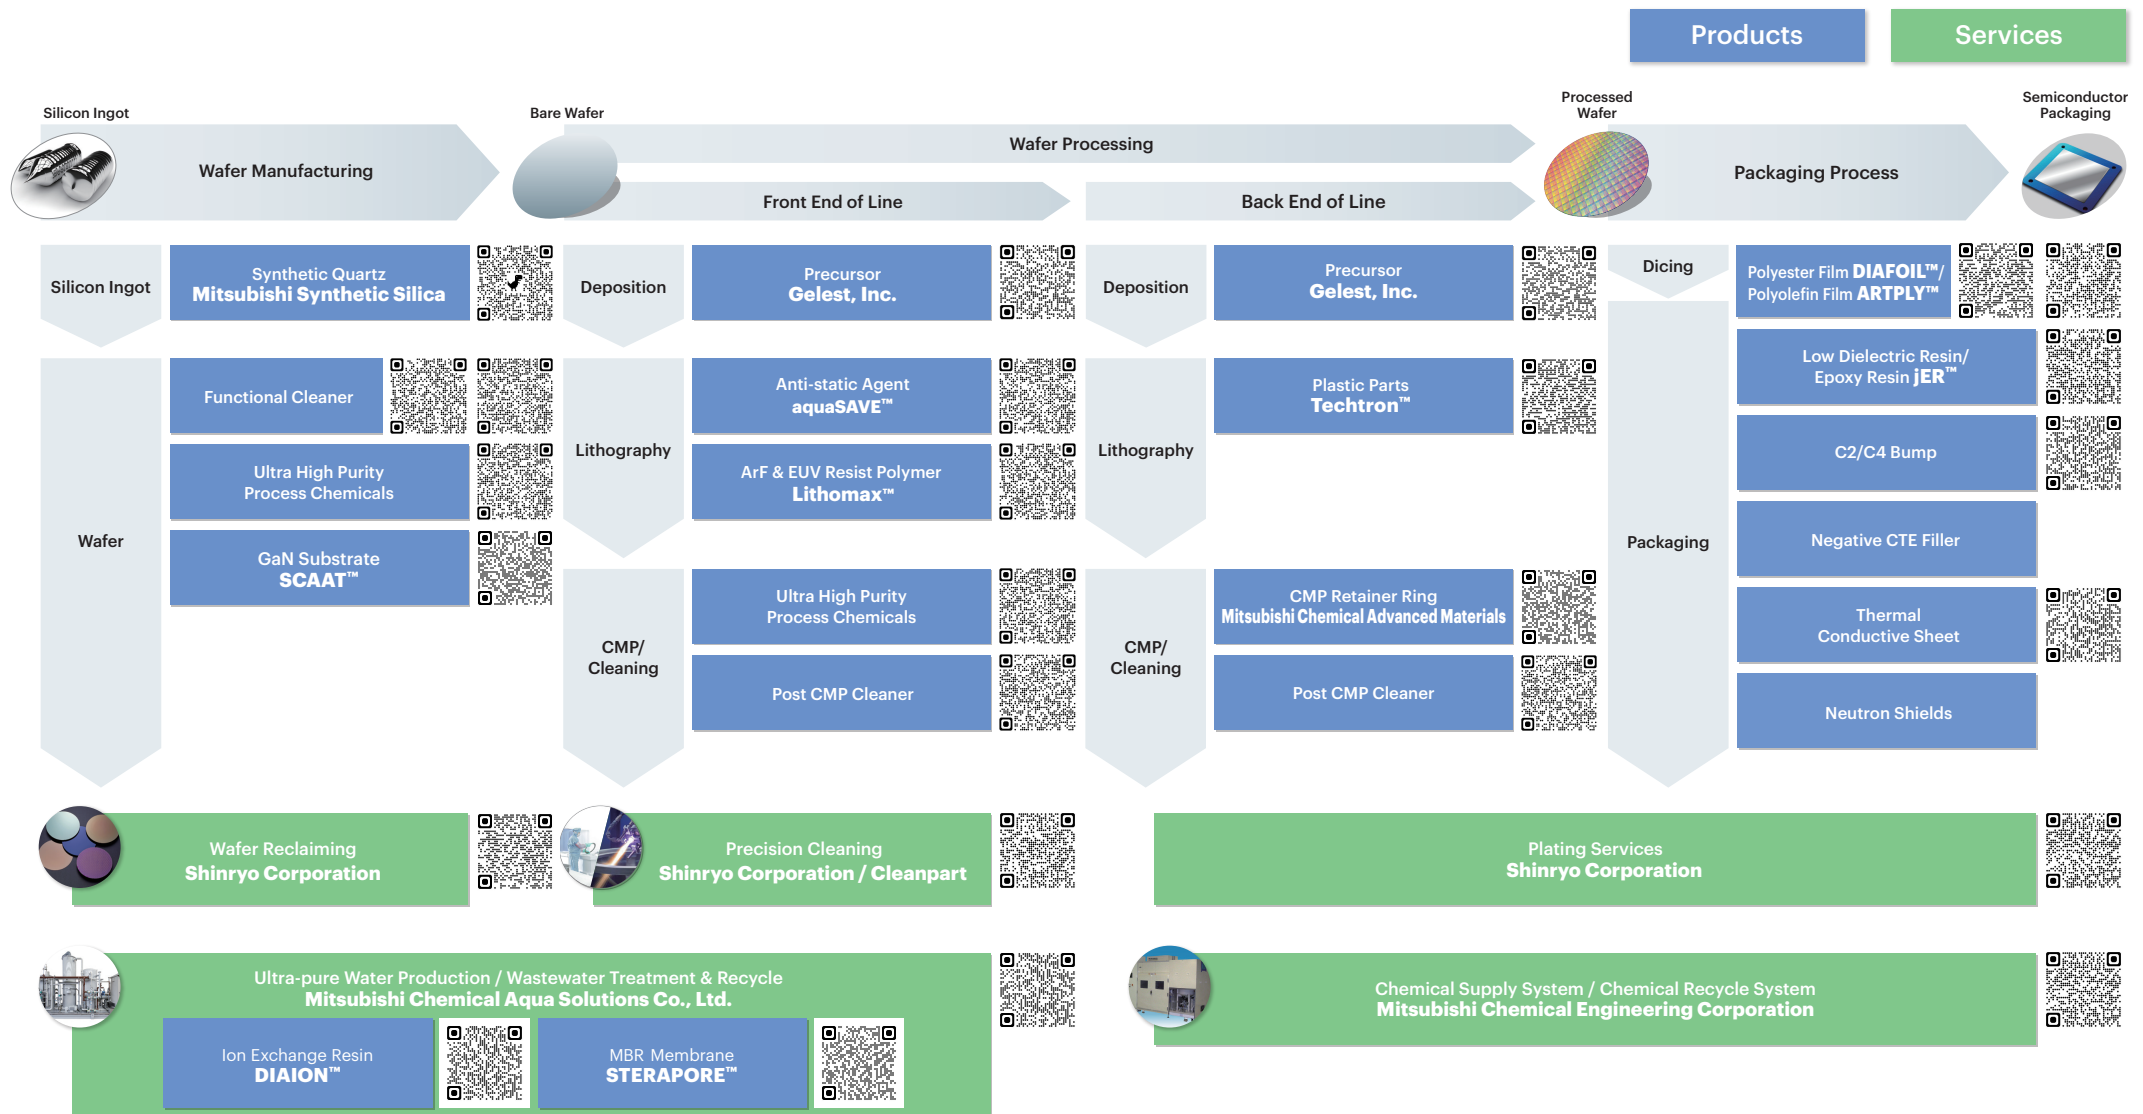 Products
Services
Silicon Ingot
Bare Wafer
Processed
Wafer
Semiconductor
Packaging
Wafer Manufacturing
Wafer Processing
Front End of Line
Back End of Line
Packaging Process
Silicon Ingot
Synthetic Quartz
Mitsubishi Synthetic Silica
Wafer
Functional Cleaner
Ultra High Purity
Process Chemicals
GaN Substrate
SCAAT™
Deposition
Precursor
Gelest, Inc.
Lithography
Anti-static Agent
aquaSAVE™
ArF & EUV Resist Polymer
Lithomax™
CMP/
Cleaning
Ultra High Purity
Process Chemicals
Post CMP Cleaner
Deposition
Precursor
Gelest, Inc.
Lithography
Plastic Parts
Techtron™
CMP/
Cleaning
CMP Retainer Ring
Mitsubishi Chemical Advanced Materials
Post CMP Cleaner
Dicing
Polyester Film DIAFOIL™/
Polyolefin Film ARTPLY™
Packaging
Low Dielectric Resin/
Epoxy Resin jER™
C2/C4 Bump
Negative CTE Filler
Thermal
Conductive Sheet
Neutron Shields
Wafer Reclaiming
Shinryo Corporation
Precision Cleaning
Shinryo Corporation / Cleanpart
Plating Services
Shinryo Corporation
Ultra-pure Water Production / Wastewater Treatment & Recycle
Mitsubishi Chemical Aqua Solutions Co., Ltd.
Ion Exchange Resin
DIAION™
MBR Membrane
STERAPORE™
Chemical Supply System / Chemical Recycle System
Mitsubishi Chemical Engineering Corporation